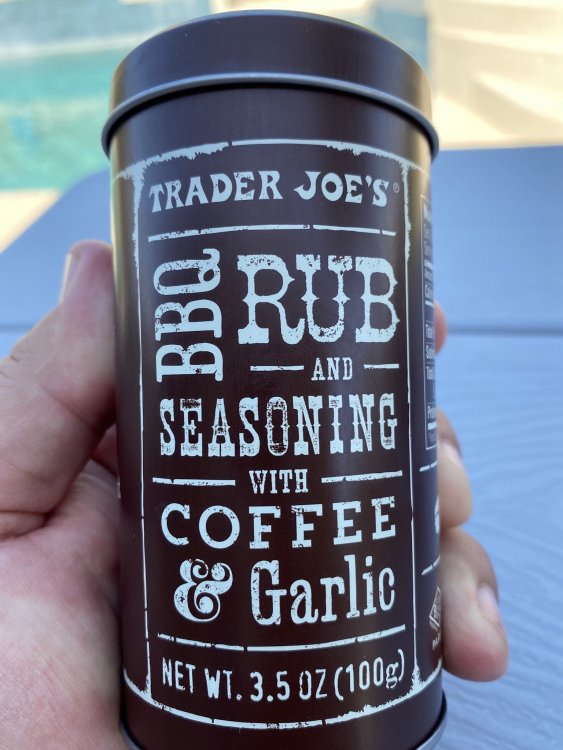 TRADER JOE'S®
BBQ RUB
AND
SEASONING
WITH
COFFEE
& Garlic
NET WT. 3.5 OZ (100g)